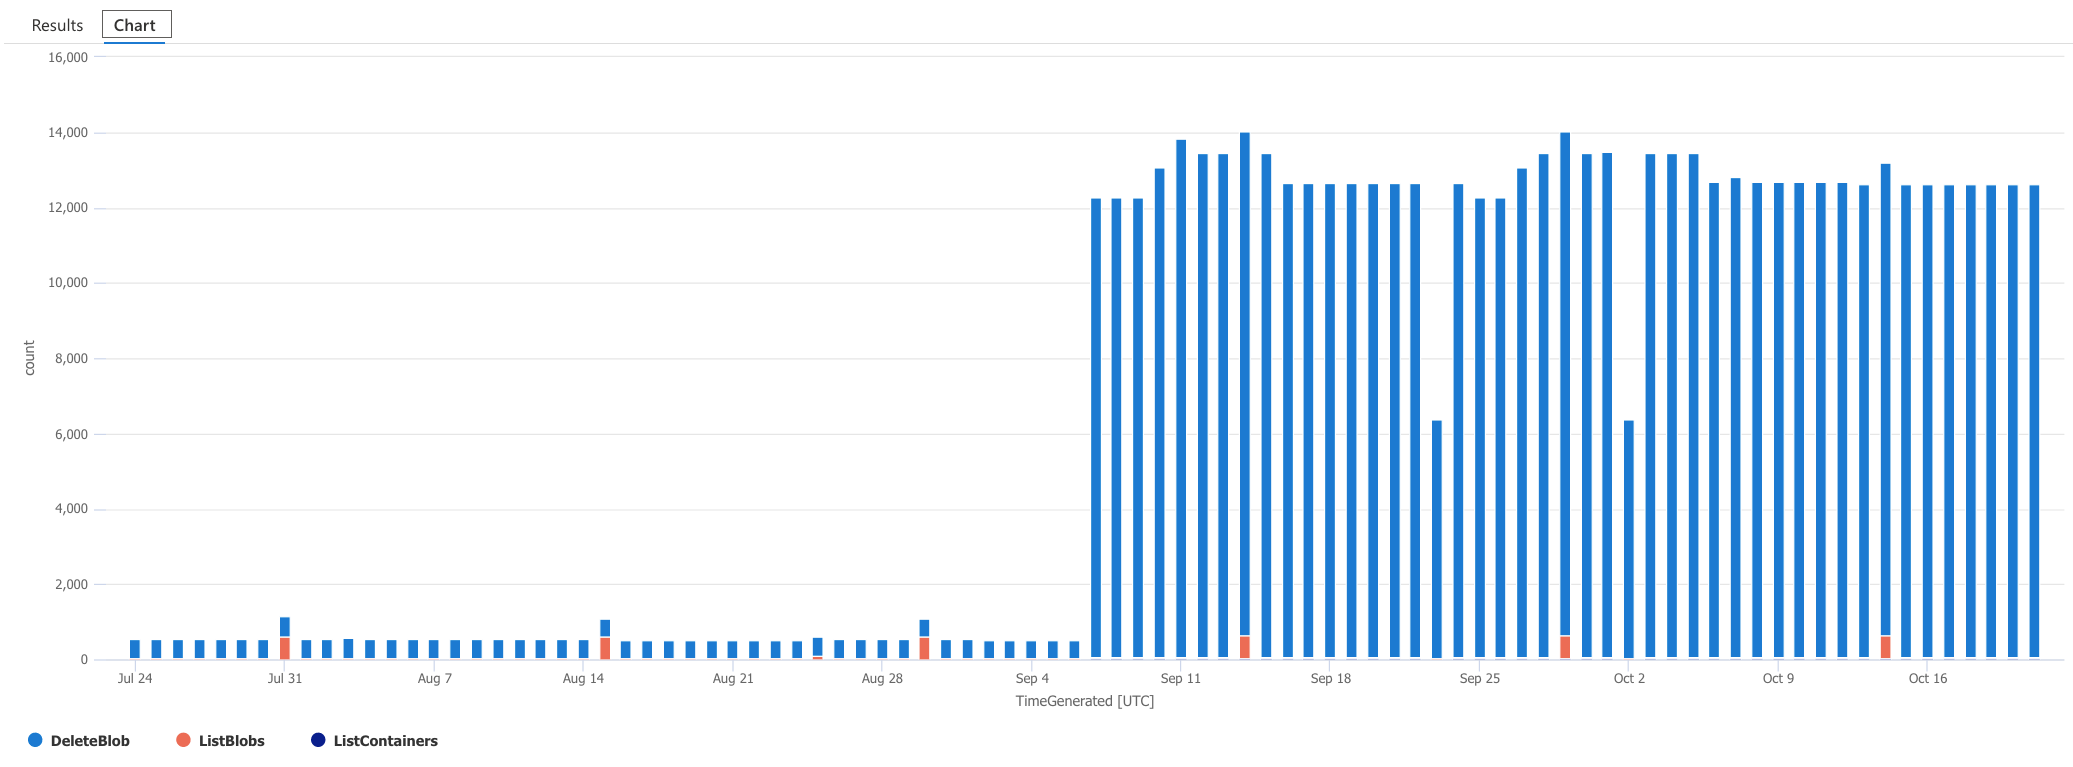 Results Chart
16,000
14,000
12,000
10,000
8,000
6,000
4,000
2,000
0
count
Jul 24 Jul 31 Aug 7 Aug 14 Aug 21 Aug 28 Sep 4 Sep 11 Sep 18 Sep 25 Oct 2 Oct 9 Oct 16
TimeGenerated [UTC]
DeleteBlob ListBlobs ListContainers